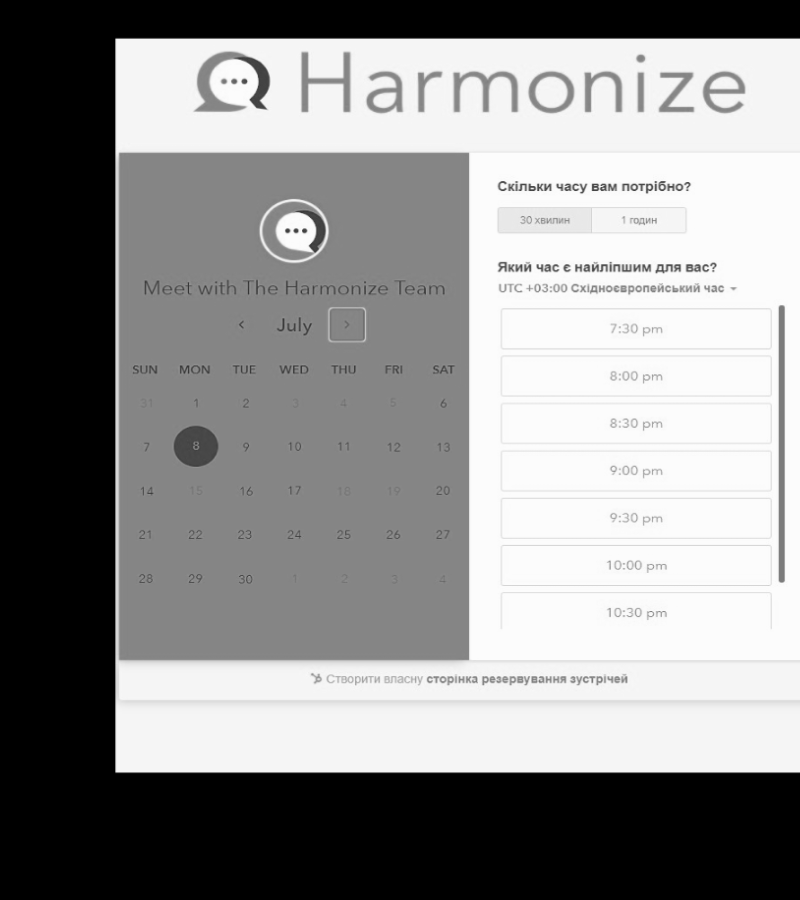 Harmonize
Meet with The Harmonize Team
July
SUN MON TUE WED THU FRI SAT
31 1 2 3 4 5 6
7 8 9 10 11 12 13
14 15 16 17 18 19 20
21 22 23 24 25 26 27
28 29 30 1 2 3 4
Скільки часу вам потрібно?
30 хвилин 1 годин
Який час є найліпшим для вас?
UTC +03:00 Східноєвропейський час
7:30 pm
8:00 pm
8:30 pm
9:00 pm
9:30 pm
10:00 pm
10:30 pm
Створити власну сторінка резервування зустрічей